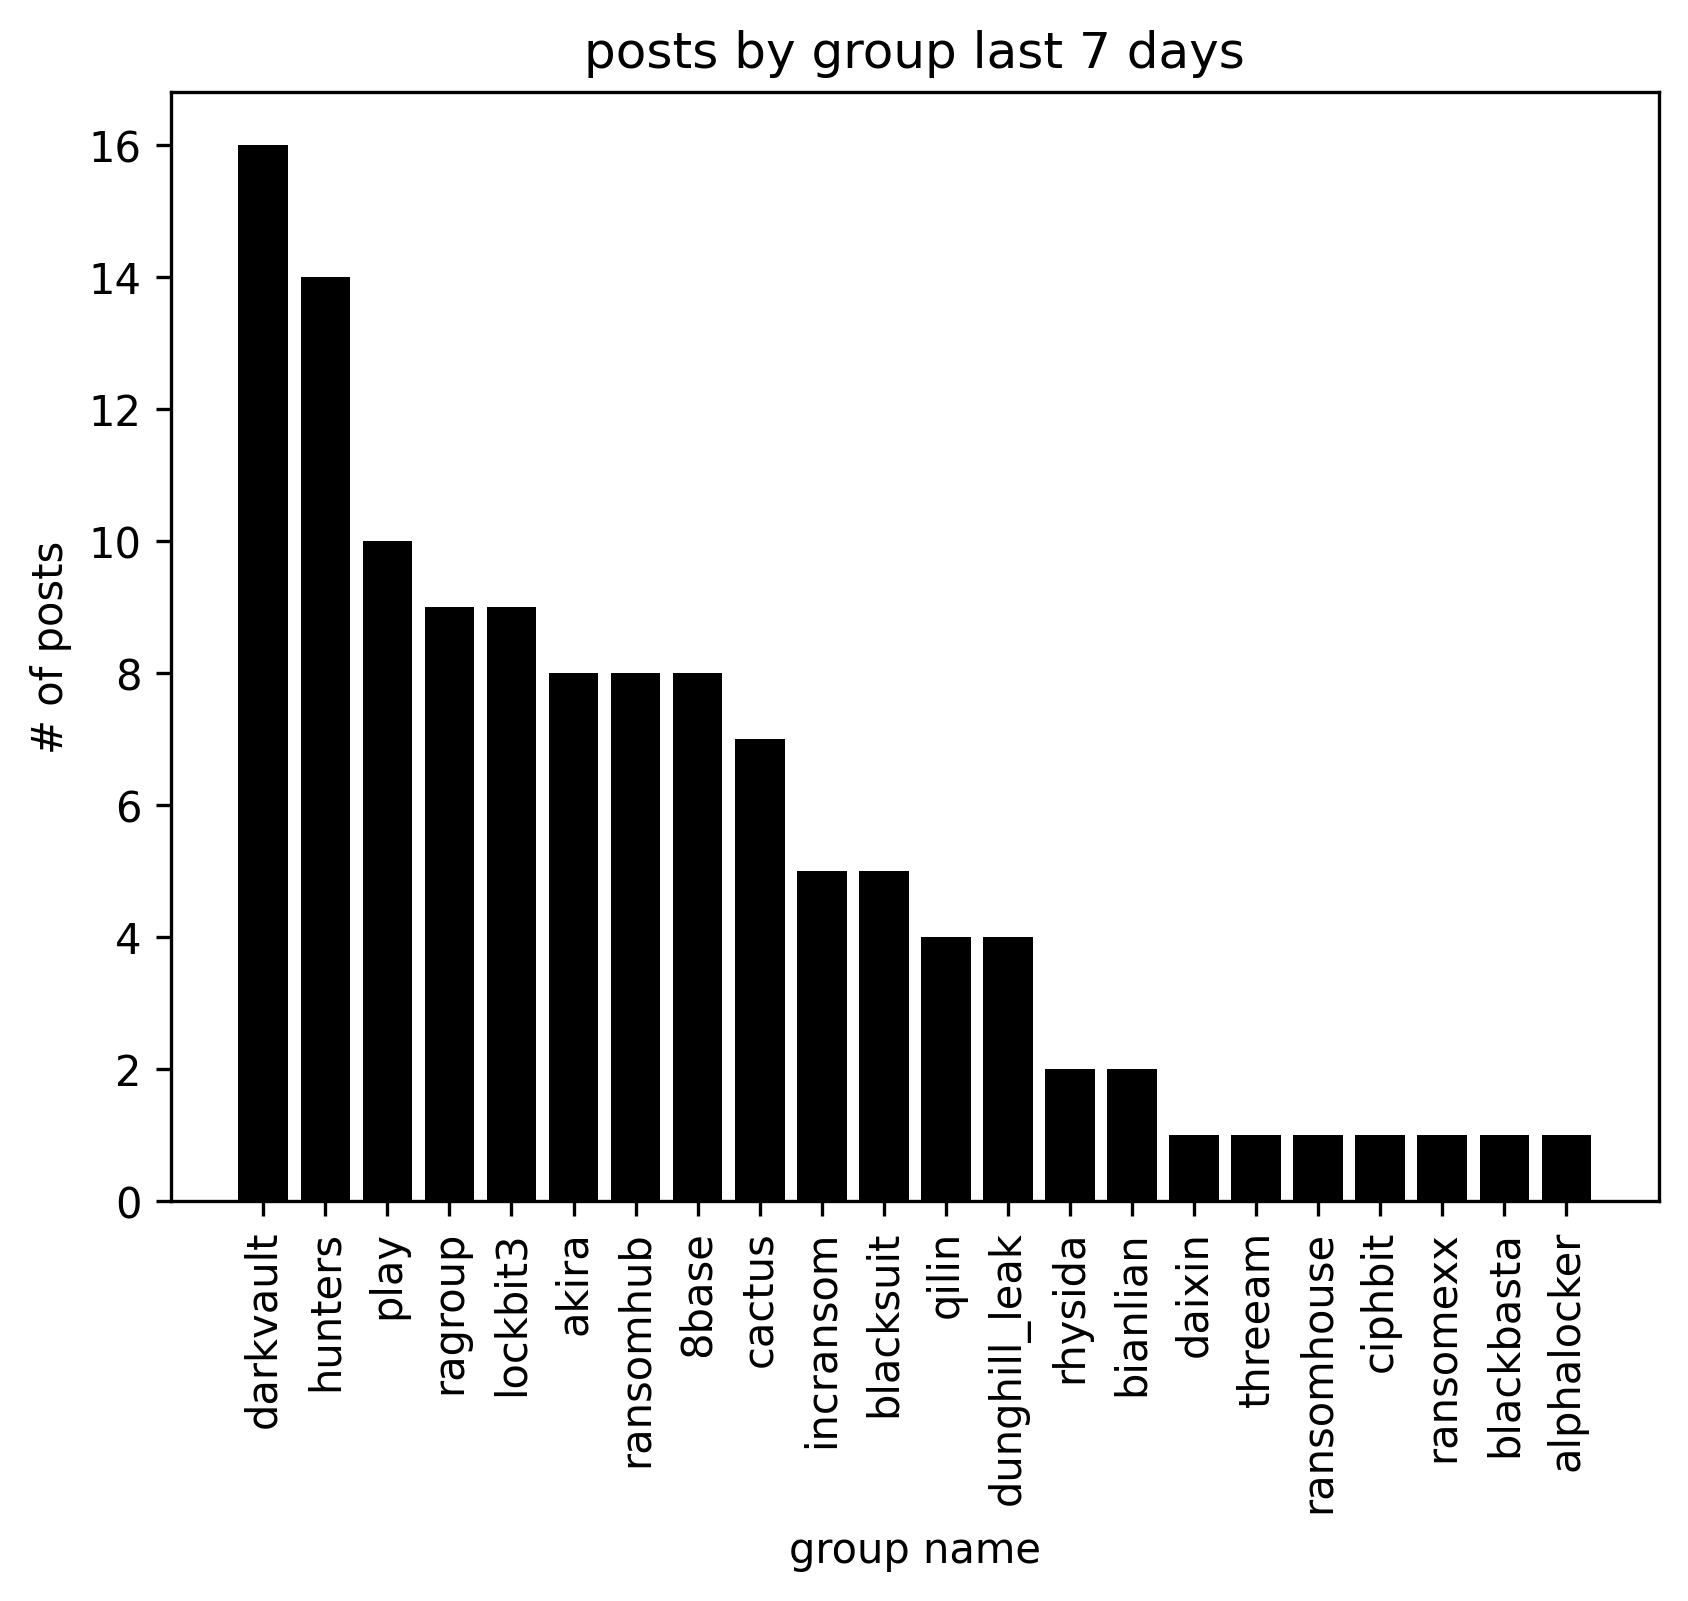 posts by group last 7 days
# of posts
16
14
12
10
8
6
4
2
0
darkvault
hunters
play
ragroup
lockbit3
akira
ransomhub
8base
cactus
incransom
blacksuit
qilin
dunghill_leak
rhysida
bianlian
daixin
threeam
ransomhouse
ciphbit
ransomexx
blackbasta
alphalocker
group name